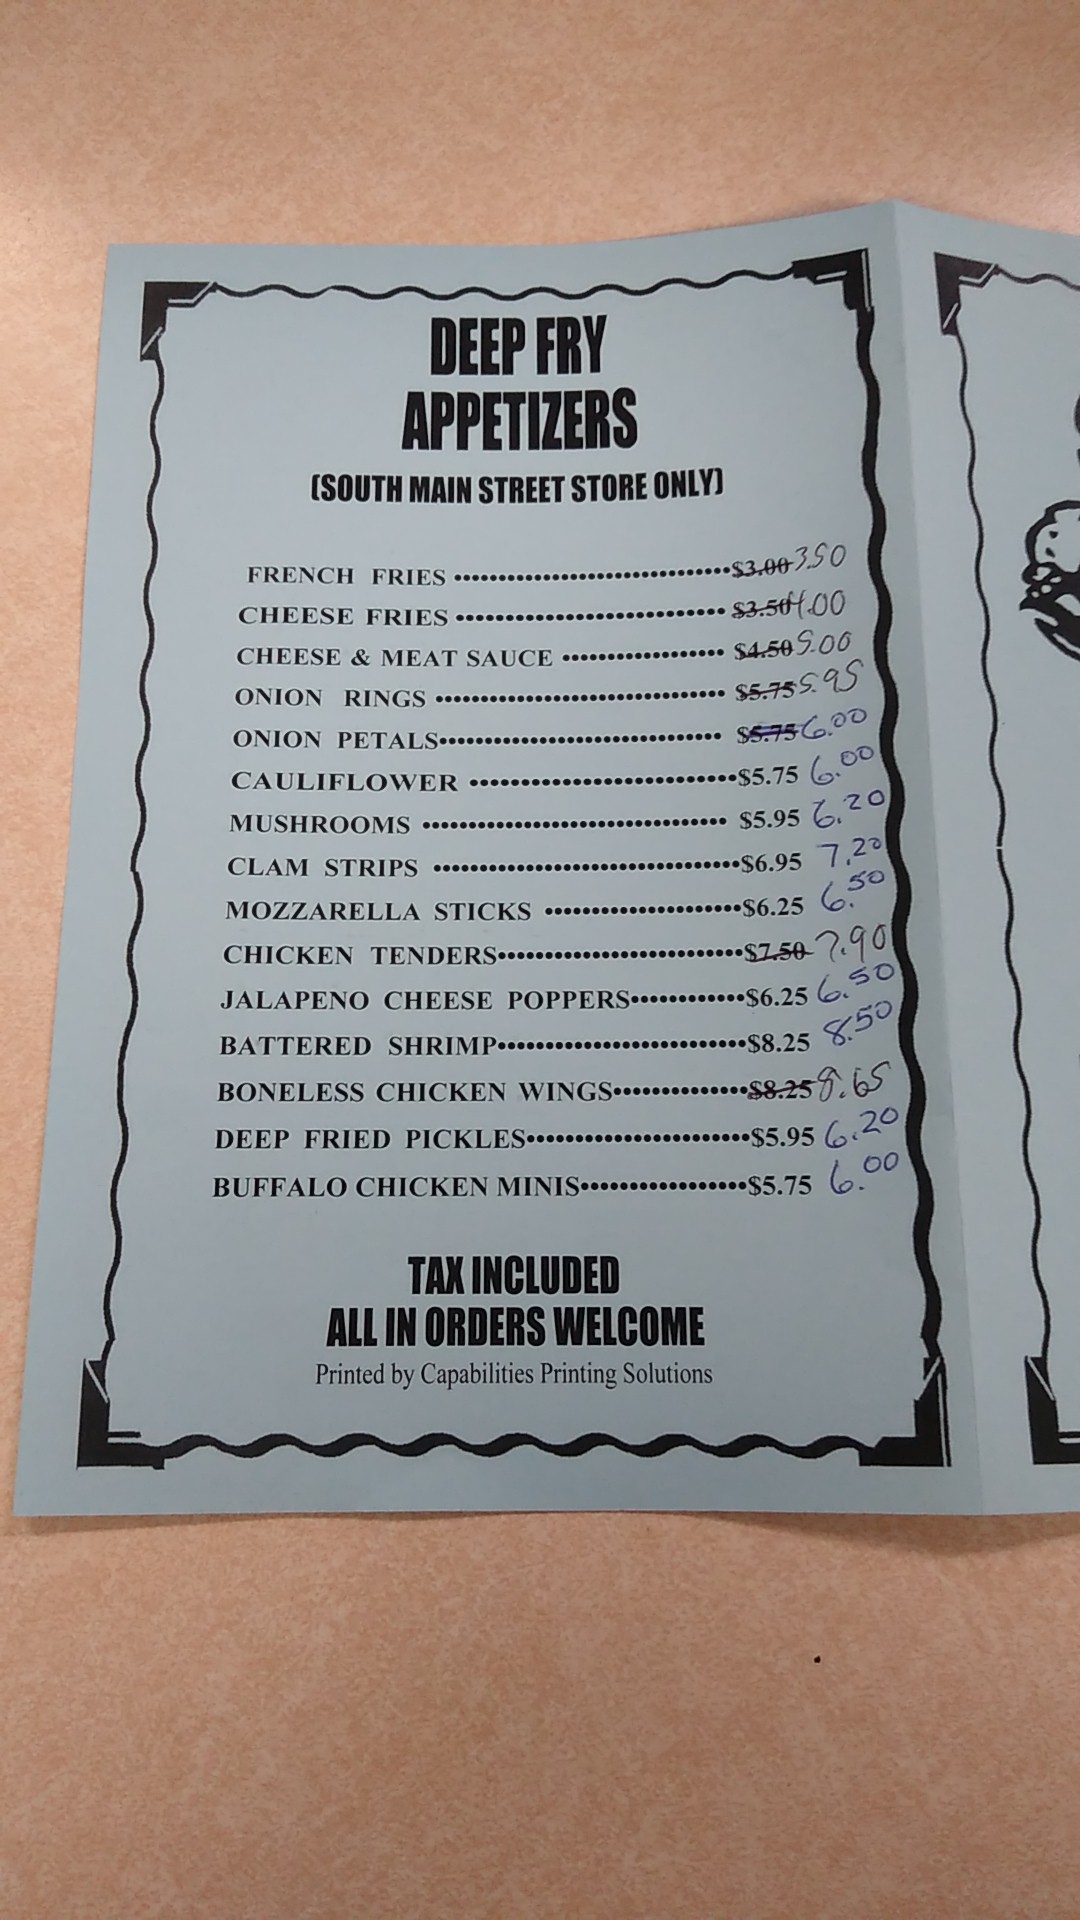 DEEP FRY
APPETIZERS
(SOUTH MAIN STREET STORE ONLY)
FRENCH FRIES ................................$3.00 3.50
CHEESE FRIES ............................... $3.50 4.00
CHEESE & MEAT SAUCE .................. $4.50 5.00
ONION RINGS ................................. $5.75 5.95
ONION PETALS................................ $5.75 6.00
CAULIFLOWER ..............................$5.75 6.00
MUSHROOMS ................................. $5.95 6.20
CLAM STRIPS .................................$6.95 7.20
MOZZARELLA STICKS .....................$6.25 6.50
CHICKEN TENDERS..........................$7.50 7.90
JALAPENO CHEESE POPPERS............$6.25 6.50
BATTERED SHRIMP..........................$8.25 8.50
BONELESS CHICKEN WINGS..............$8.25 8.65
DEEP FRIED PICKLES........................$5.95 6.20
BUFFALO CHICKEN MINIS.................$5.75 6.00
TAX INCLUDED
ALL IN ORDERS WELCOME
Printed by Capabilities Printing Solutions